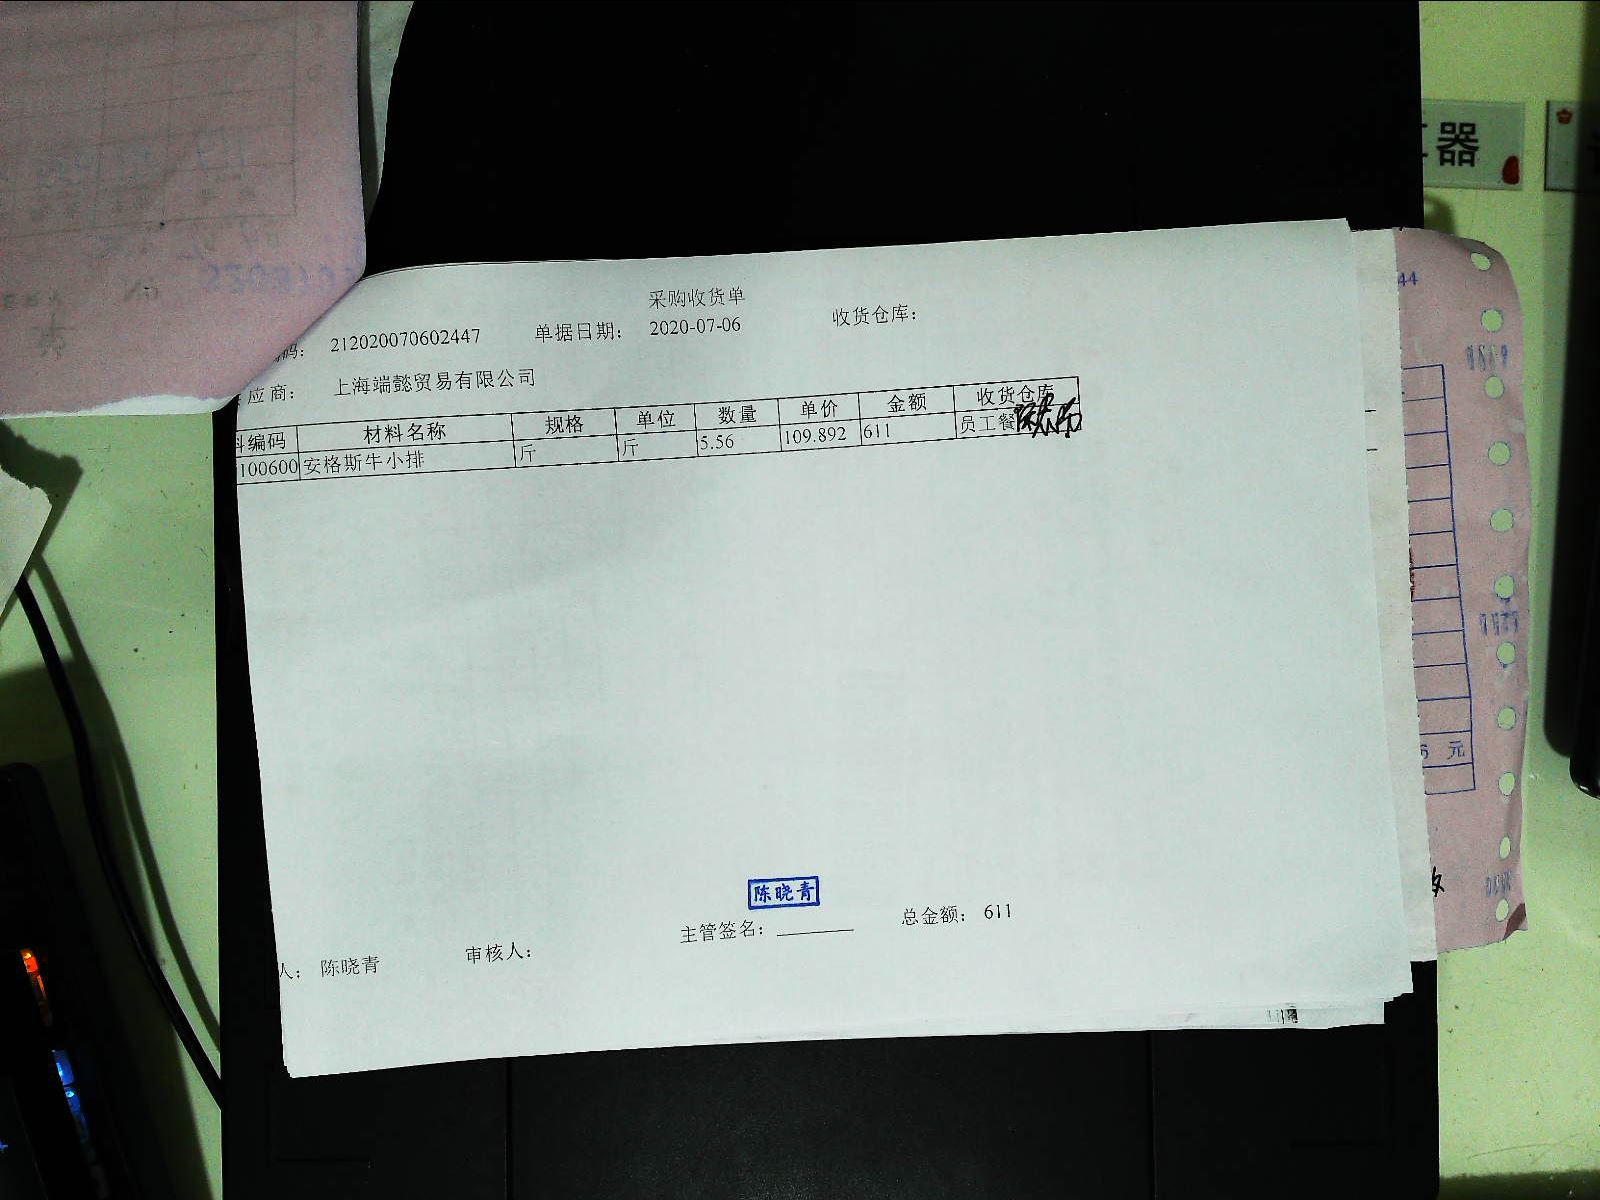 器
采购收货单
码： 212020070602447 单据日期： 2020-07-06 收货仓库：
应商： 上海端懿贸易有限公司
编码 材料名称 规格 单位 数量 单价 金额 收货仓库
100600 安格斯牛小排 斤 斤 5.56 109.892 611 员工餐
44
元
陈晓青
主管签名： 总金额： 611
人： 陈晓青 审核人：